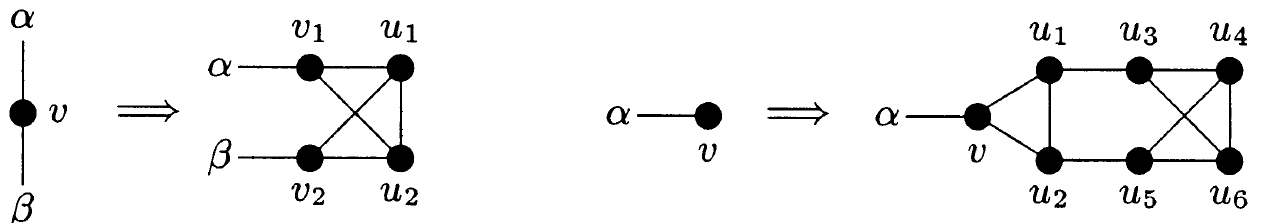 α v₁ u₁ u₁ u₃ u₄
α
v ⟹ α ⟹ α
β v v
β v₂ u₂ u₂ u₅ u₆